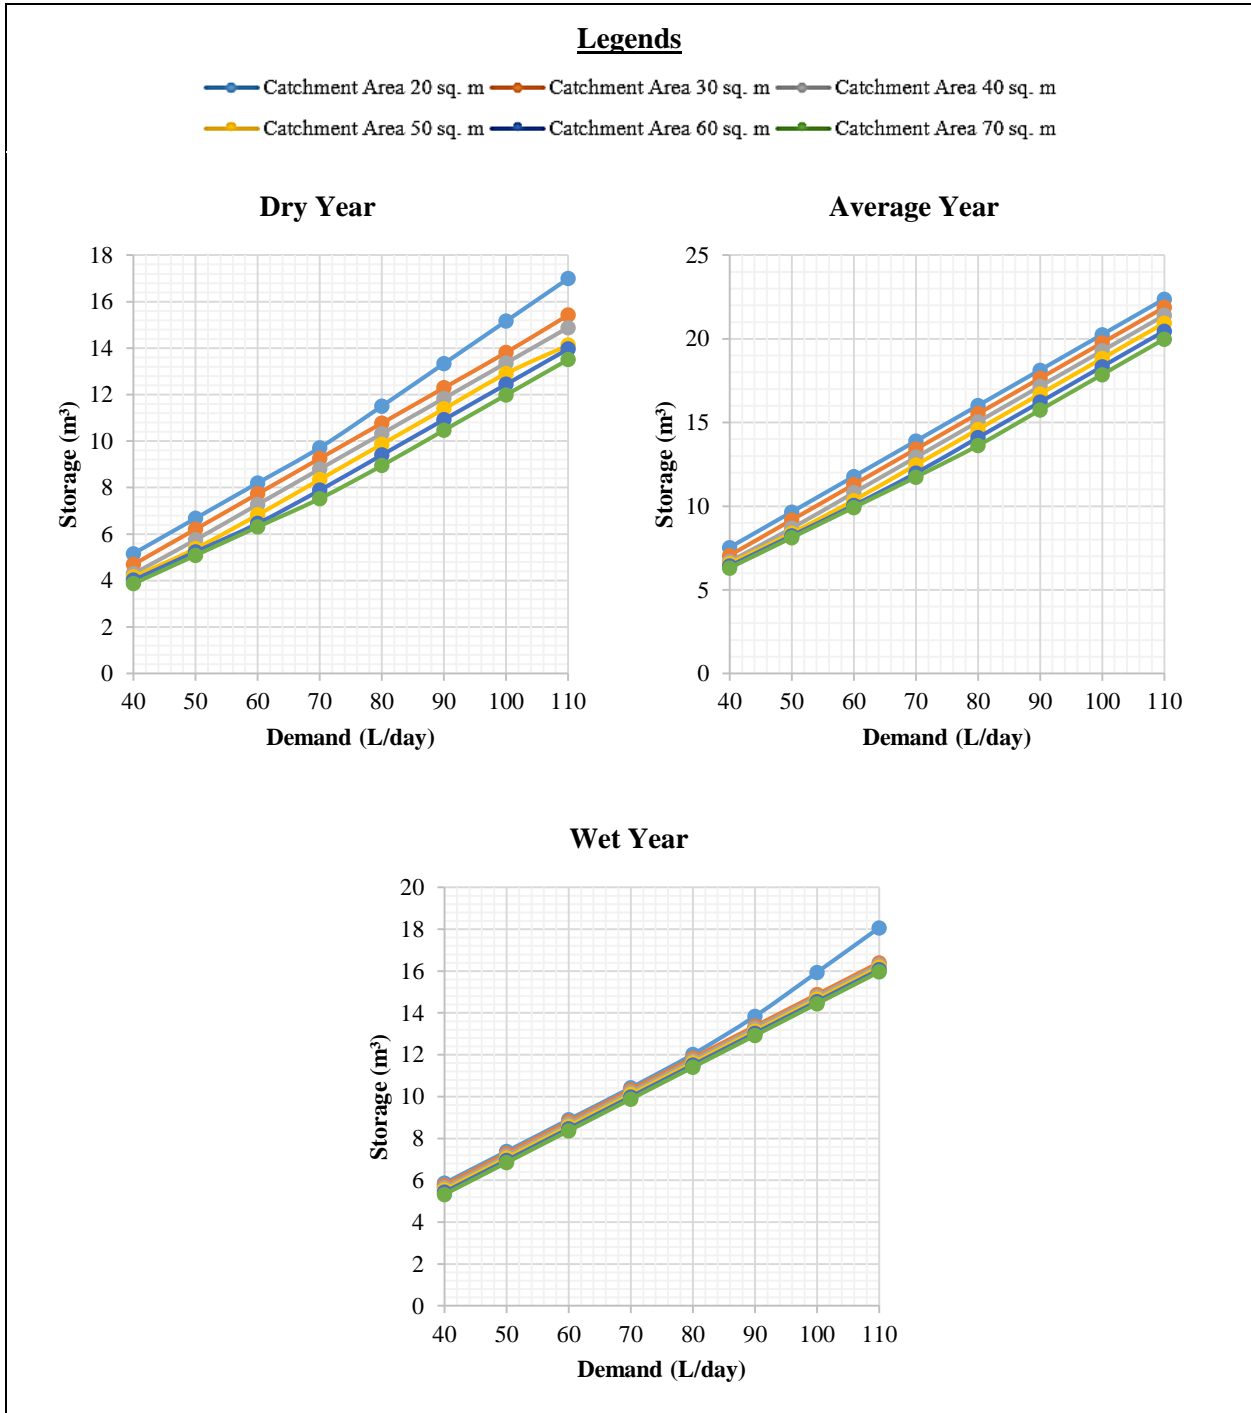 Legends
Catchment Area 20 sq. m Catchment Area 30 sq. m Catchment Area 40 sq. m
Catchment Area 50 sq. m Catchment Area 60 sq. m Catchment Area 70 sq. m
Dry Year
18
16
14
12
10
8
6
4
2
0
Storage (m³)
40 50 60 70 80 90 100 110
Demand (L/day)
Average Year
25
20
15
10
5
0
Storage (m³)
40 50 60 70 80 90 100 110
Demand (L/day)
Wet Year
20
18
16
14
12
10
8
6
4
2
0
Storage (m³)
40 50 60 70 80 90 100 110
Demand (L/day)